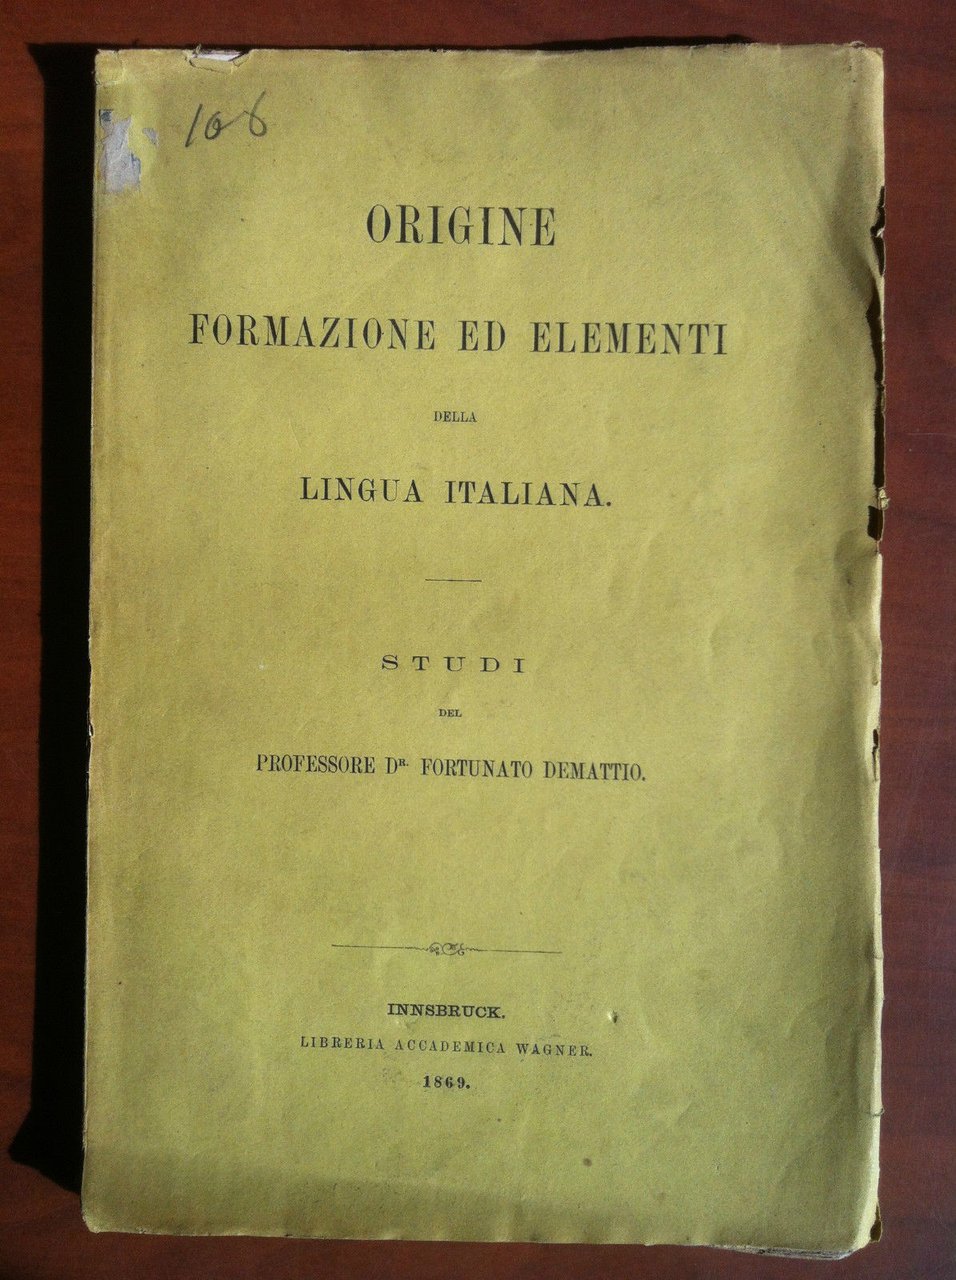 106
ORIGINE
FORMAZIONE ED ELEMENTI
DELLA
LINGUA ITALIANA.
STUDI
DEL
PROFESSORE DR. FORTUNATO DEMATTIO.
INNSBRUCK.
LIBRERIA ACCADEMICA WAGNER.
1869.